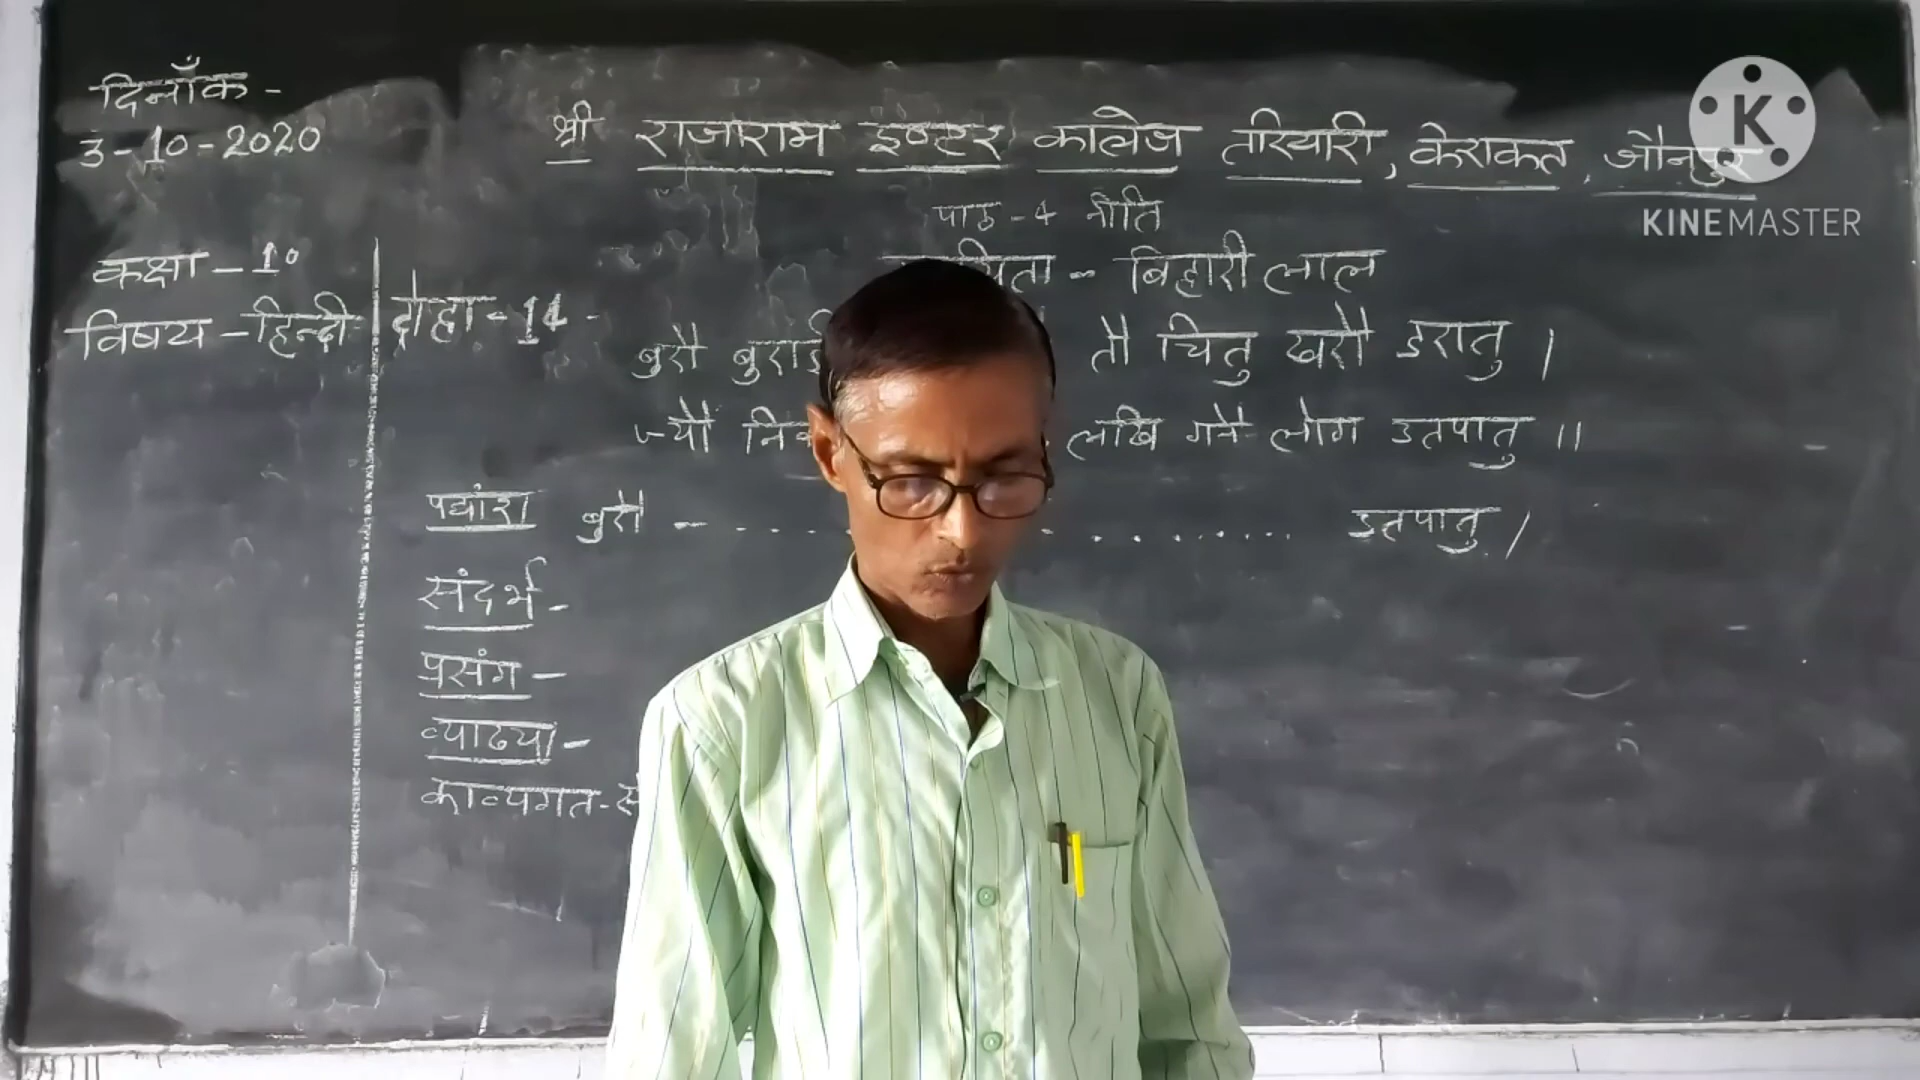 दिनाँक -
3-10-2020
श्री राजाराम इण्टर कालेज तरियारी, केराकत, जौनपुर
K
KINEMASTER
पाठ-4 नीति
कक्षा - 10
विषय - हिन्दी
- बिहारी लाल
दोहा - 14 -
बुरौ तौ चितु खरौ डरातु ।
ज्यौं लखि गनै लोग उतपातु ॥
पद्यांश बुरौ - ............... उतपातु /
संदर्भ -
प्रसंग -
व्याख्या -
काव्यगत -